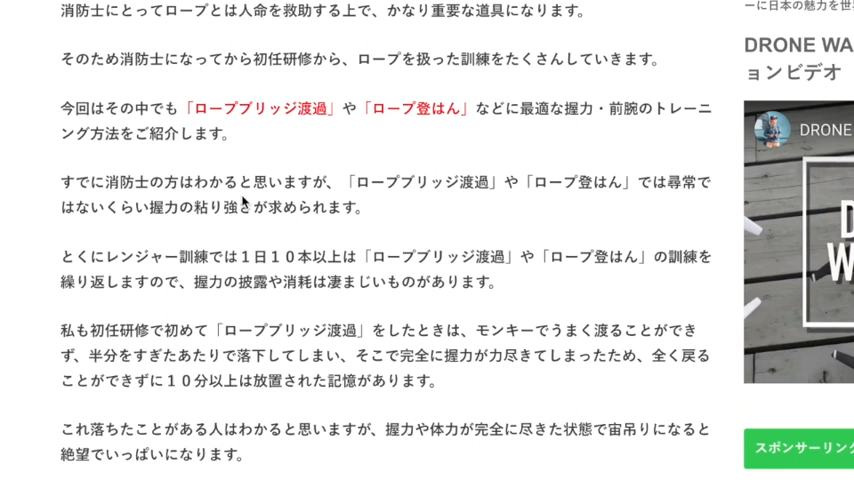 消防士にとってロープとは人命を救助する上で、かなり重要な道具になります。
そのため消防士になってから初任研修から、ロープを扱った訓練をたくさんしていきます。
今回はその中でも「ロープブリッジ渡過」や「ロープ登はん」などに最適な握力・前腕のトレーニ
ング方法をご紹介します。
すでに消防士の方はわかると思いますが、「ロープブリッジ渡過」や「ロープ登はん」では尋常で
はないくらい握力の粘り強さが求められます。
とくにレンジャー訓練では１日１０本以上は「ロープブリッジ渡過」や「ロープ登はん」の訓練を
繰り返しますので、握力の披露や消耗は凄まじいものがあります。
私も初任研修で初めて「ロープブリッジ渡過」をしたときは、モンキーでうまく渡ることができ
ず、半分をすぎたあたりで落下してしまい、そこで完全に握力が力尽きてしまったため、全く戻る
ことができずに１０分以上は放置された記憶があります。
これ落ちたことがある人はわかると思いますが、握力や体力が完全に尽きた状態で宙吊りになると
絶望でいっぱいになります。
ーに日本の魅力を世
DRONE WA
ョンビデオ
DRONE
D
W
スポンサーリン